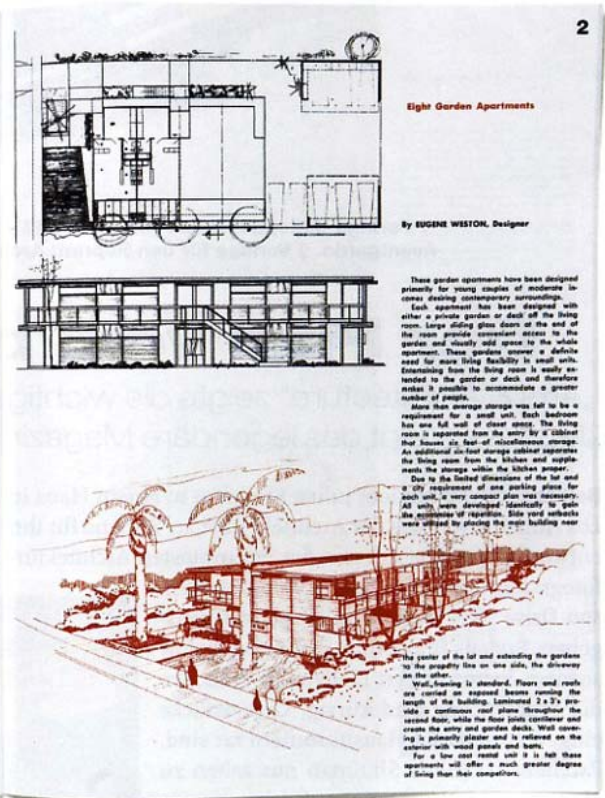 2
Eight Garden Apartments
By EUGENE WESTON, Designer
These garden apartments have been designed
primarily for young couples of moderate in-
comes desiring contemporary surroundings.
Each apartment has been designed with
either a private garden or deck off the living
room. Large sliding glass doors at the end of
the room provide convenient access to the
garden and visually add space to the whole
apartment. These gardens answer a definite
need for more living flexibility in small units.
Entertaining from the living room is easily ex-
tended to the garden or deck and therefore
makes it possible to accommodate a greater
number of people.
More than average storage was felt to be a
requirement for a small unit. Each bedroom
has one full wall of closet space. The living
room is separated from the entry by a cabinet
that houses six feet of miscellaneous storage.
An additional six-foot storage cabinet separates
the living room from the kitchen and supple-
ments the storage within the kitchen proper.
Due to the limited dimensions of the lot and
a city requirement of one parking place for
each unit, a very compact plan was necessary.
All units were developed identically to gain
the economies of repetition. Side yard setbacks
were utilized by placing the main building near
the center of the lot and extending the gardens
to the property line on one side, the driveway
on the other.
Wall framing is standard. Floors and roofs
are carried on exposed beams running the
length of the building. Laminated 2 x 3's pro-
vide a continuous roof plane throughout the
second floor, while the floor joists cantilever and
create the entry and garden decks. Wall cover-
ing is primarily plaster and is relieved on the
exterior with wood panels and batts.
For a low cost rental unit it is felt these
apartments will offer a much greater degree
of living than their competitors.